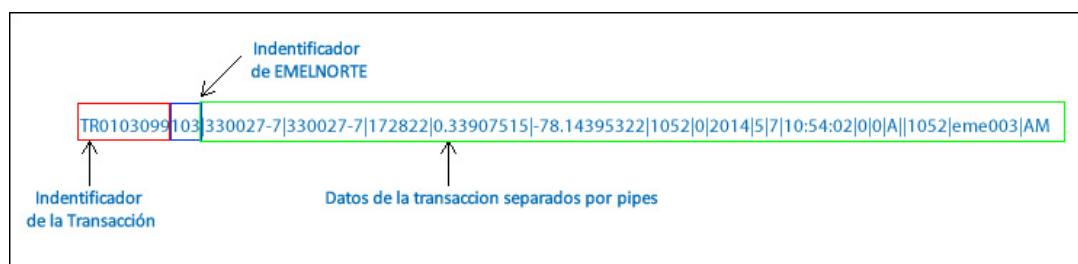 Indentificador
de EMELNORTE
TR0103099103|330027-7|330027-7|172822|0.33907515|-78.14395322|1052|0|2014|5|7|10:54:02|0|0|A||1052|eme003|AM
Indentificador
de la Transacción
Datos de la transaccion separados por pipes